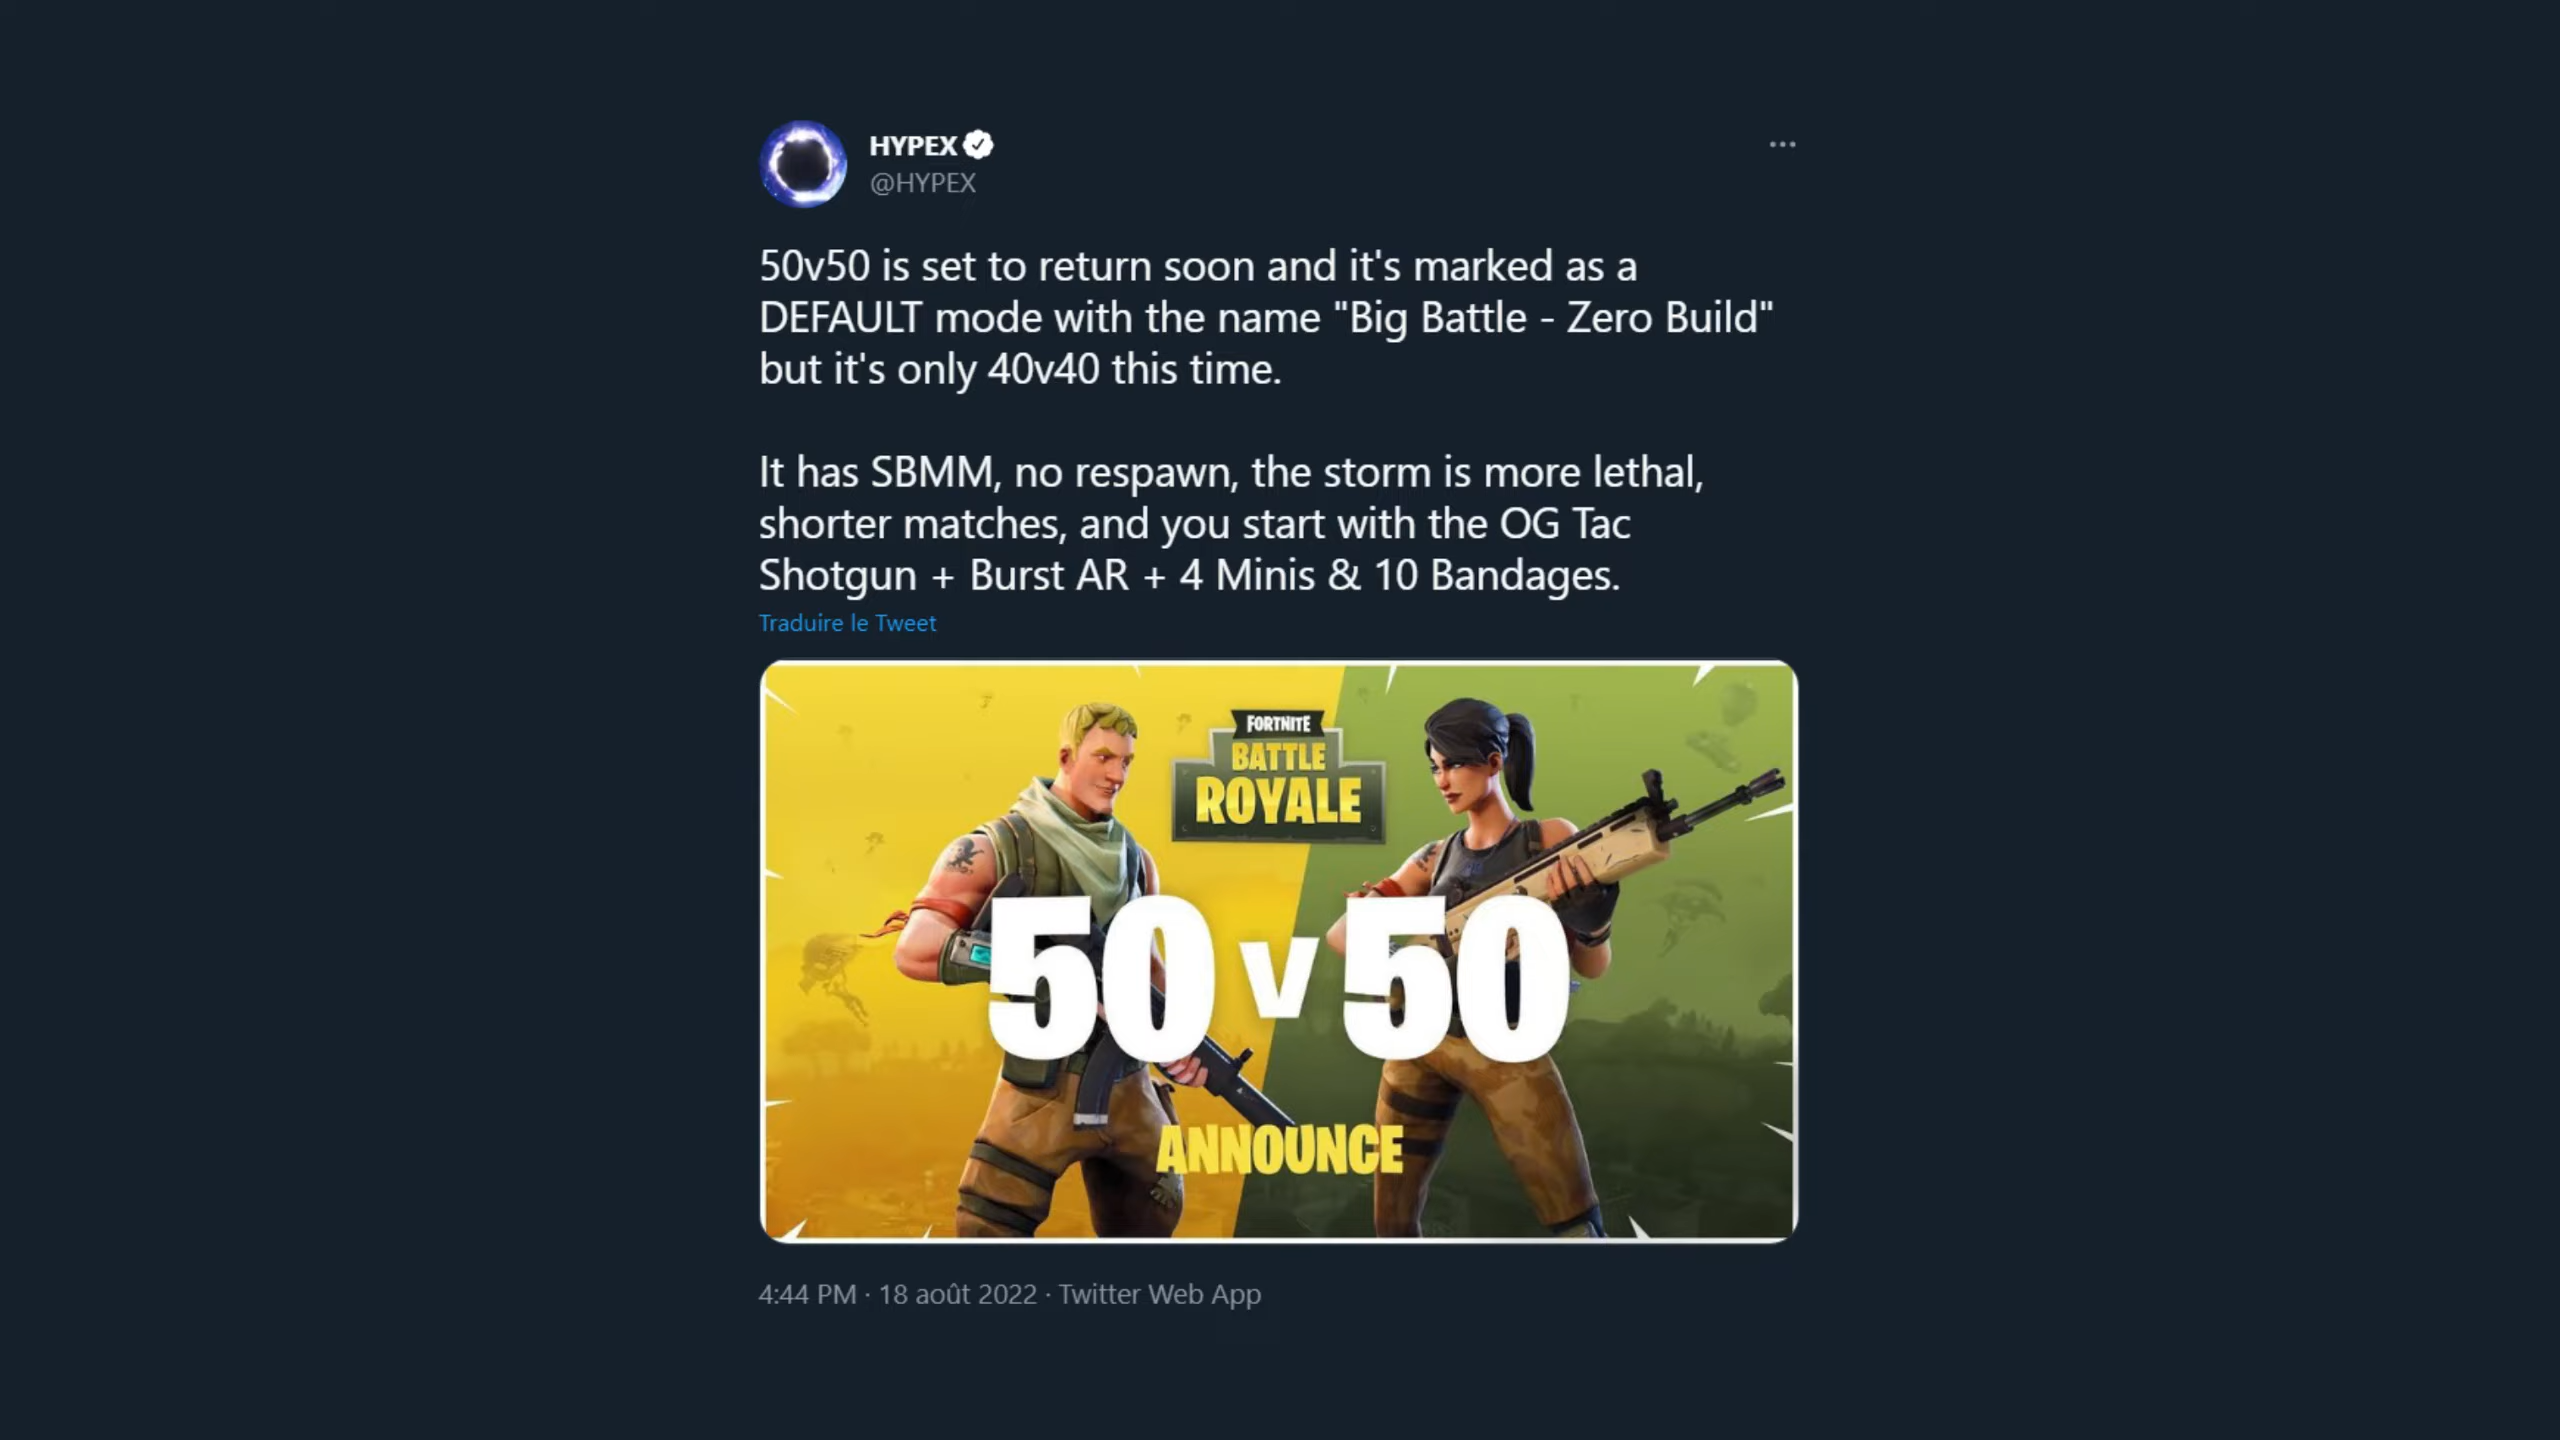 HYPEX
@HYPEX
50v50 is set to return soon and it's marked as a
DEFAULT mode with the name "Big Battle - Zero Build"
but it's only 40v40 this time.
It has SBMM, no respawn, the storm is more lethal,
shorter matches, and you start with the OG Tac
Shotgun + Burst AR + 4 Minis & 10 Bandages.
Traduire le Tweet
FORTNITE
BATTLE
ROYALE
50 v 50
ANNOUNCE
4:44 PM · 18 août 2022 · Twitter Web App